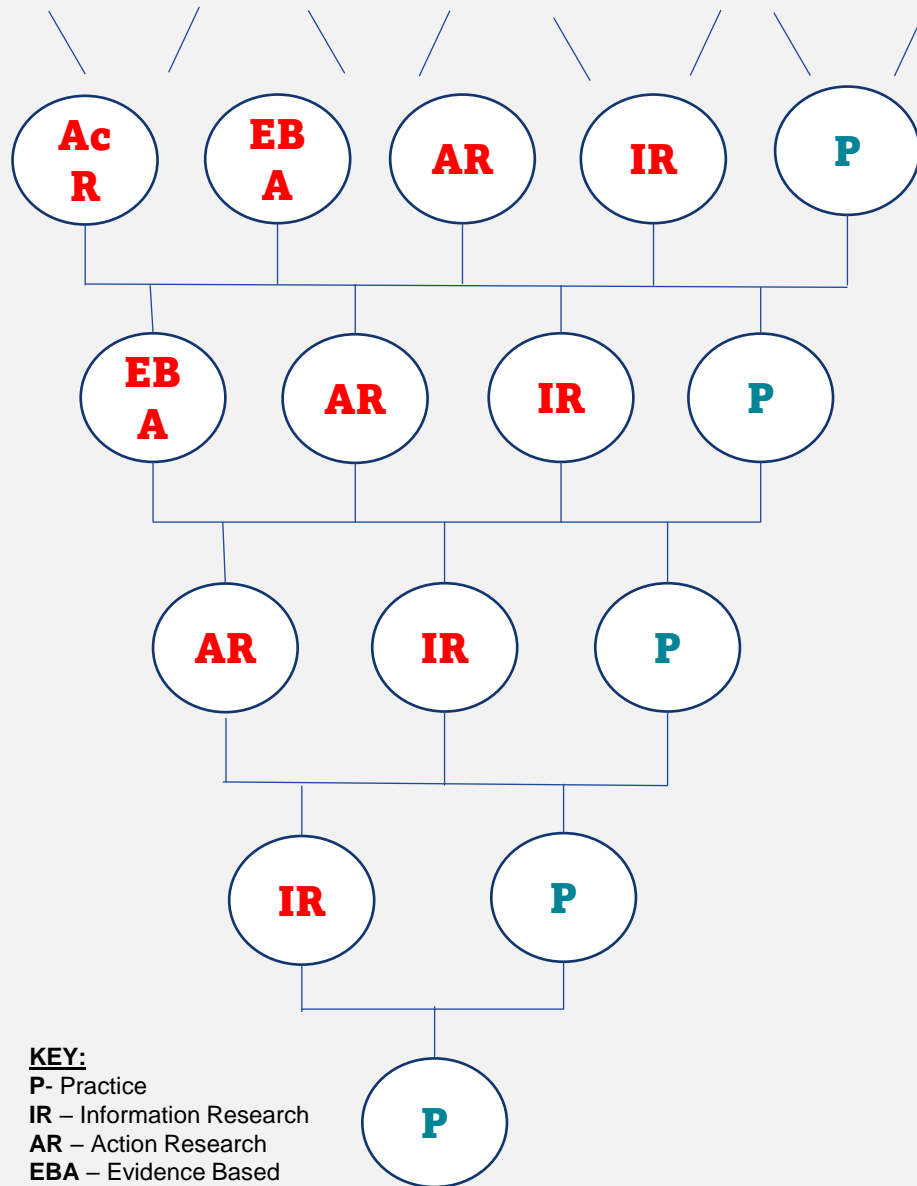 Ac
R
EB
A
AR
IR
P
EB
A
AR
IR
P
AR
IR
P
IR
P
P
KEY:
P- Practice
IR – Information Research
AR – Action Research
EBA – Evidence Based